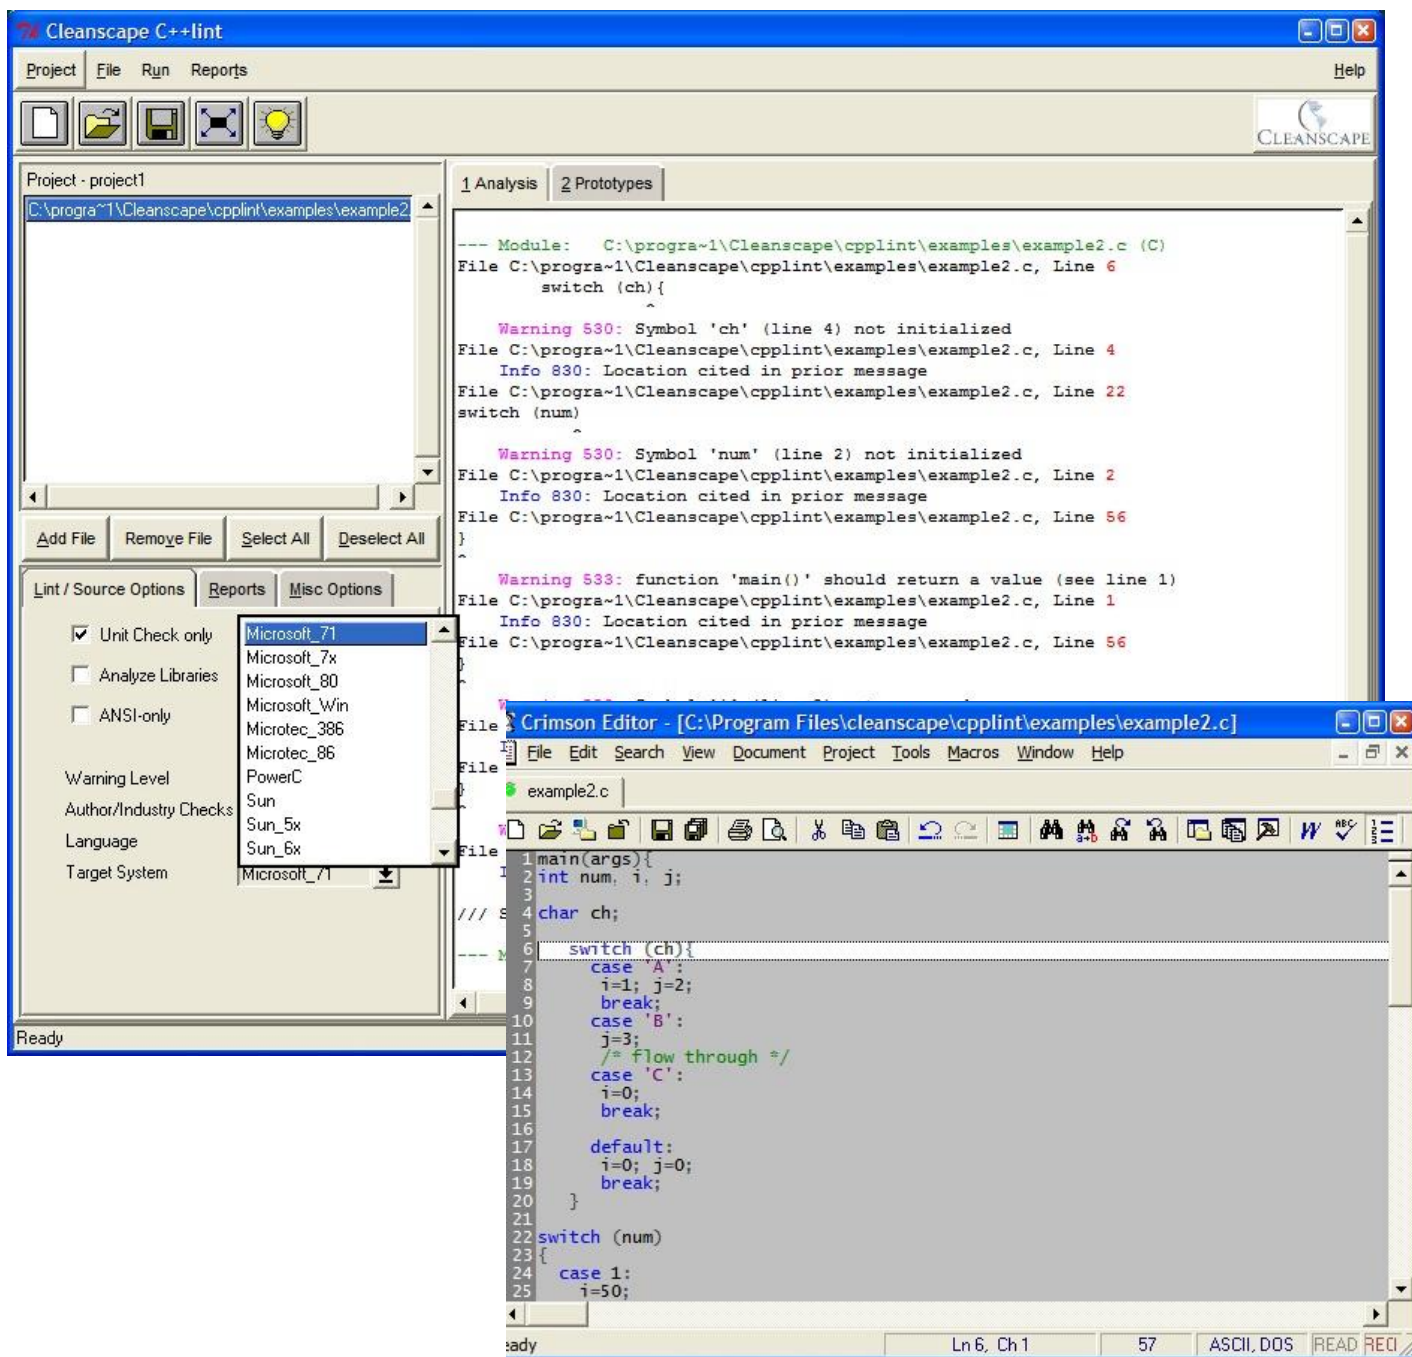 Cleanscape C++lint
Project File Run Reports Help
CLEANSCAPE
Project - project1
C:\progra~1\Cleanscape\cpplint\examples\example2.
Add File Remove File Select All Deselect All
Lint / Source Options Reports Misc Options
Unit Check only
Analyze Libraries
ANSI-only
Warning Level
Author/Industry Checks
Language
Target System
Microsoft_71
Microsoft_7x
Microsoft_80
Microsoft_Win
Microtec_386
Microtec_86
PowerC
Sun
Sun_5x
Sun_6x
Microsoft_71
Ready
1 Analysis 2 Prototypes
--- Module:   C:\progra~1\Cleanscape\cpplint\examples\example2.c (C)
File C:\progra~1\Cleanscape\cpplint\examples\example2.c, Line 6
        switch (ch){
                  ^
    Warning 530: Symbol 'ch' (line 4) not initialized
File C:\progra~1\Cleanscape\cpplint\examples\example2.c, Line 4
    Info 830: Location cited in prior message
File C:\progra~1\Cleanscape\cpplint\examples\example2.c, Line 22
switch (num)
           ^
    Warning 530: Symbol 'num' (line 2) not initialized
File C:\progra~1\Cleanscape\cpplint\examples\example2.c, Line 2
    Info 830: Location cited in prior message
File C:\progra~1\Cleanscape\cpplint\examples\example2.c, Line 56
}
^
    Warning 533: function 'main()' should return a value (see line 1)
File C:\progra~1\Cleanscape\cpplint\examples\example2.c, Line 1
    Info 830: Location cited in prior message
File C:\progra~1\Cleanscape\cpplint\examples\example2.c, Line 56
}
^
File
File
}
^
File
/// S
---
Crimson Editor - [C:\Program Files\cleanscape\cpplint\examples\example2.c]
File Edit Search View Document Project Tools Macros Window Help
example2.c
1 main(args){
2 int num, i, j;
3
4 char ch;
5
6    switch (ch){
7      case 'A':
8       i=1; j=2;
9       break;
10      case 'B':
11       j=3;
12       /* flow through */
13      case 'C':
14       i=0;
15       break;
16
17      default:
18       i=0; j=0;
19       break;
20    }
21
22 switch (num)
23 {
24   case 1:
25     i=50;
eady Ln 6, Ch 1 57 ASCII, DOS READ REC